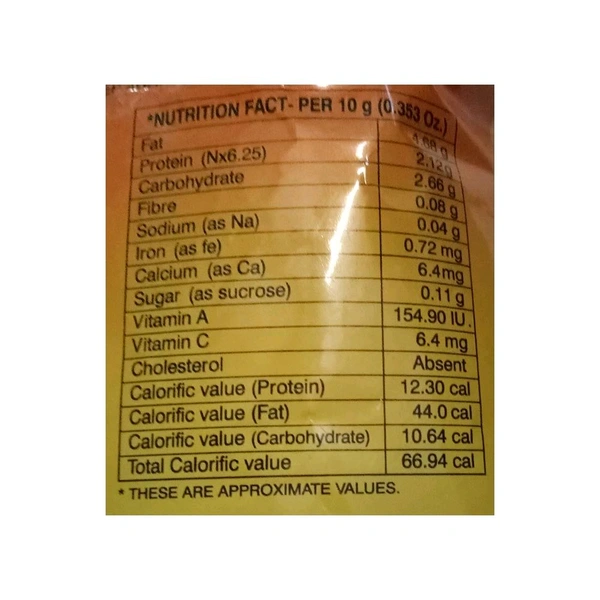 *NUTRITION FACT- PER 10 g (0.353 Oz.)
Fat 4.88 g
Protein (Nx6.25) 2.12g
Carbohydrate 2.66 g
Fibre 0.08 g
Sodium (as Na) 0.04 g
Iron (as fe) 0.72 mg
Calcium (as Ca) 6.4mg
Sugar (as sucrose) 0.11 g
Vitamin A 154.90 IU.
Vitamin C 6.4 mg
Cholesterol Absent
Calorific value (Protein) 12.30 cal
Calorific value (Fat) 44.0 cal
Calorific value (Carbohydrate) 10.64 cal
Total Calorific value 66.94 cal
* THESE ARE APPROXIMATE VALUES.